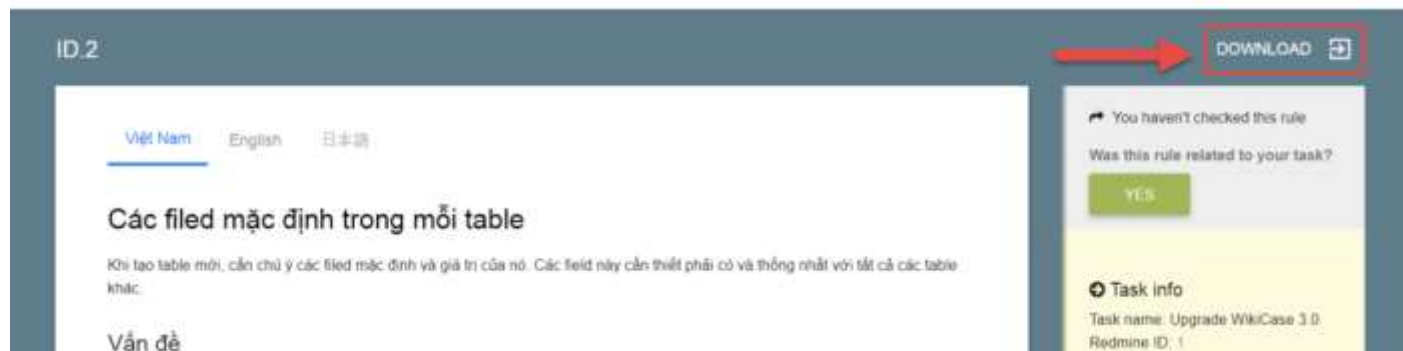 ID.2
DOWNLOAD
Việt Nam English 日本語
Các filed mặc định trong mỗi table
Khi tạo table mới, cần chú ý các filed mặc định và giá trị của nó. Các field này cần thiết phải có và thống nhất với tất cả các table
khác.
Vấn đề
You haven't checked this rule
Was this rule related to your task?
YES
Task info
Task name: Upgrade WikiCase 3.0
Redmine ID: 1